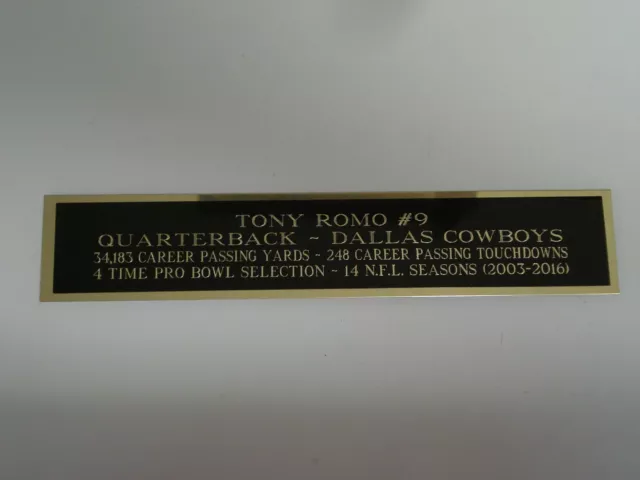 TONY ROMO #9
QUARTERBACK ~ DALLAS COWBOYS
34,183 CAREER PASSING YARDS ~ 248 CAREER PASSING TOUCHDOWNS
4 TIME PRO BOWL SELECTION ~ 14 N.F.L. SEASONS (2003-2016)